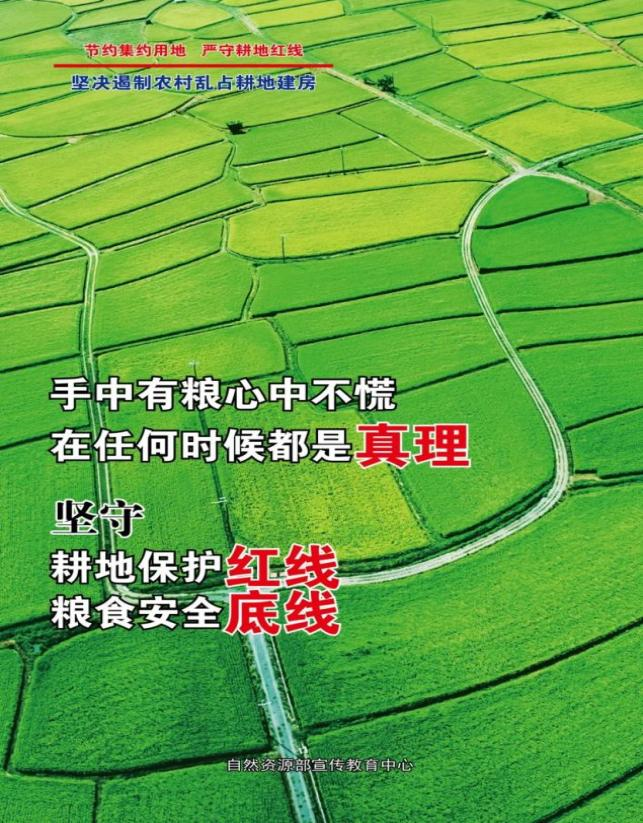 节约集约用地 严守耕地红线
坚决遏制农村乱占耕地建房
手中有粮心中不慌
在任何时候都是真理
坚守
耕地保护红线
粮食安全底线
自然资源部宣传教育中心